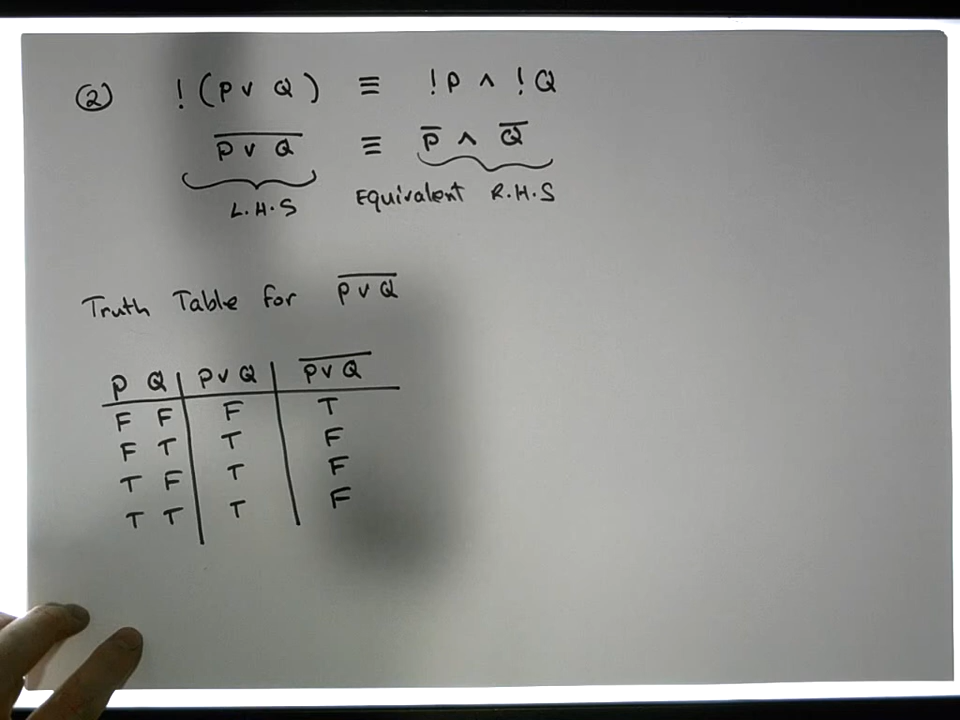 ② !(P ∨ Q) ≡ !P ∧ !Q
P̅ ̅∨̅ ̅Q̅ ≡ P̅ ∧ Q̅
L.H.S Equivalent R.H.S
Truth Table for P̅ ̅∨̅ ̅Q̅
P Q | P ∨ Q | P̅ ̅∨̅ ̅Q̅
F F | F | T
F T | T | F
T F | T | F
T T | T | F